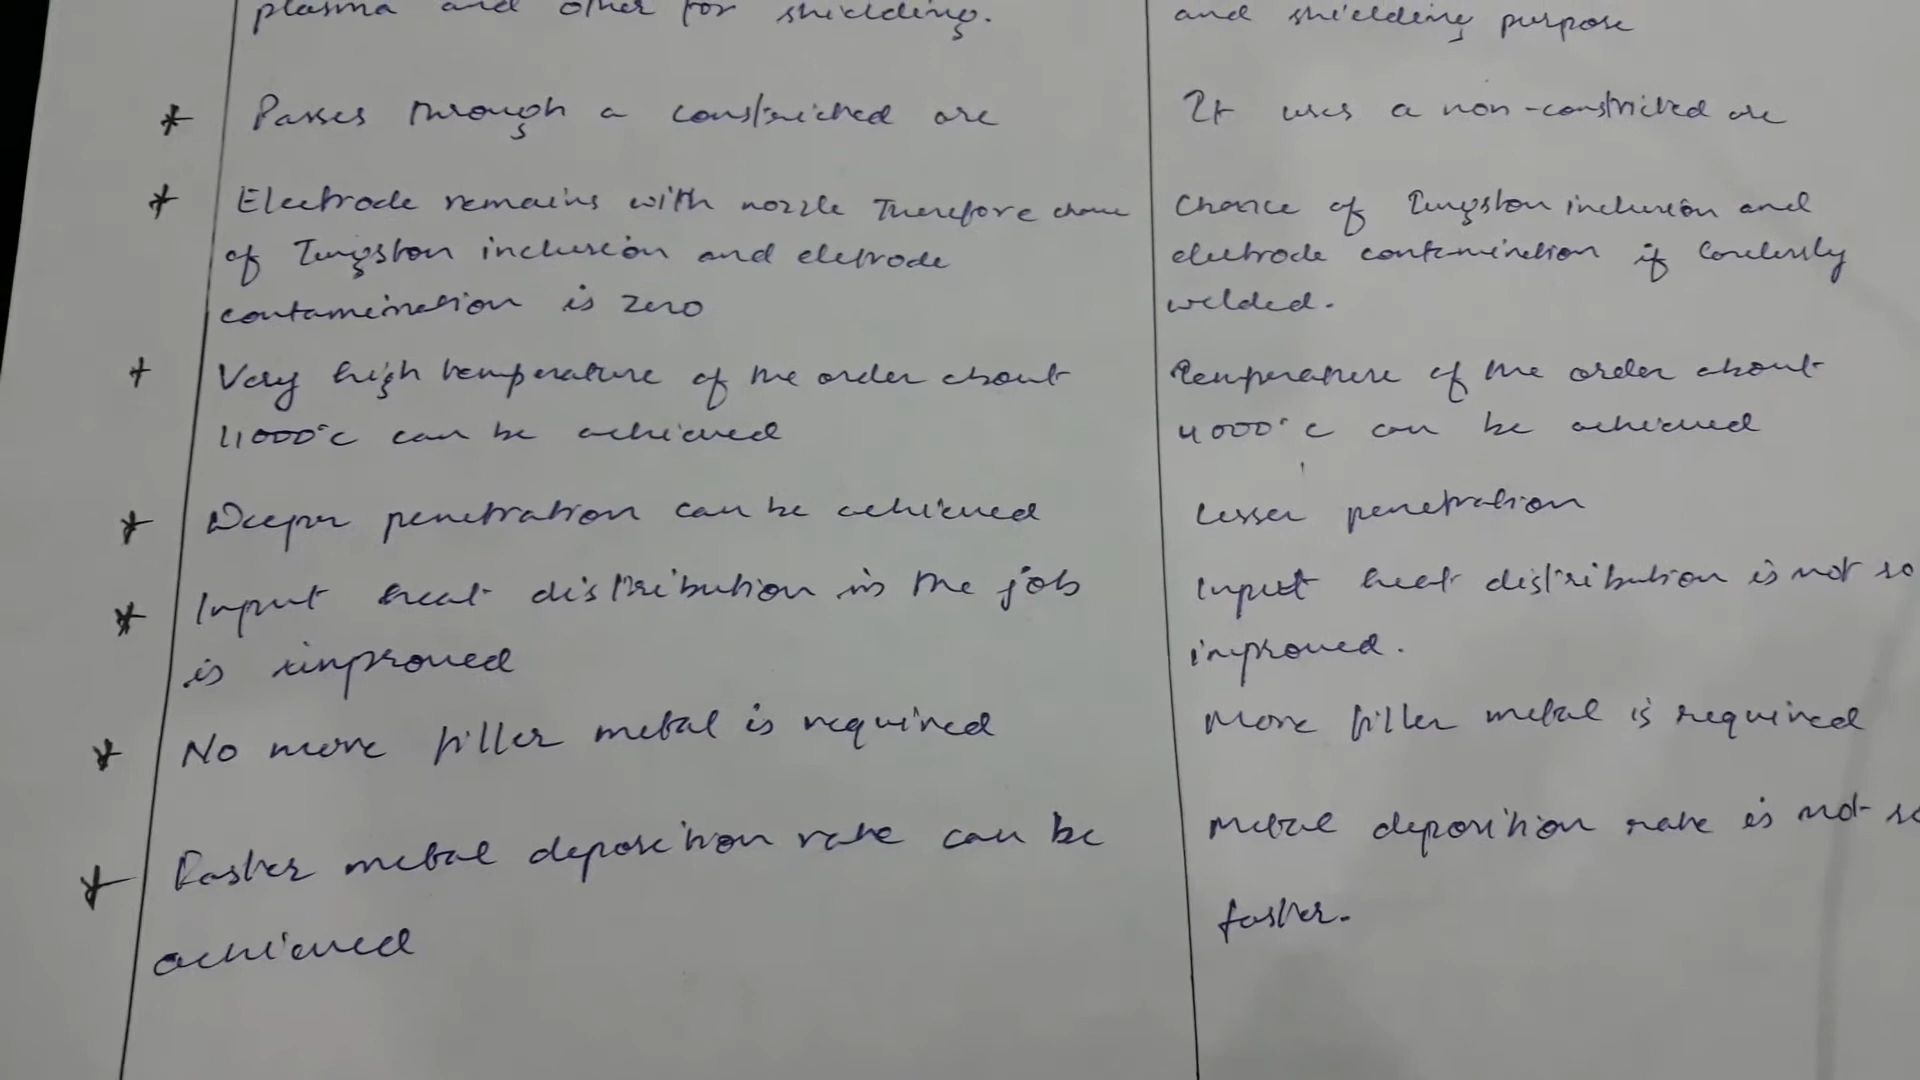 plasma and other for shielding.
and shielding purpose
* Passes through a constricted arc
It uses a non-constricted arc
* Electrode remains with nozzle Therefore chance
of Tungston inclusion and eletrode
contamination is zero
Chance of Tungston inclusion and
electrode contamination if Carelessly
welded.
+ Very high temperature of the order about
11000°C can be achieved
Temperature of the order about
4000°C can be achieved
* Deeper penetration can be achieved
Lesser penetration
* Input heat distribution in the job
is improved
Input heat distribution is not so
improved.
* No more filler metal is required
More filler metal is required
* Faster metal deposition rate can be
achieved
Metal deposition rate is not so
faster.